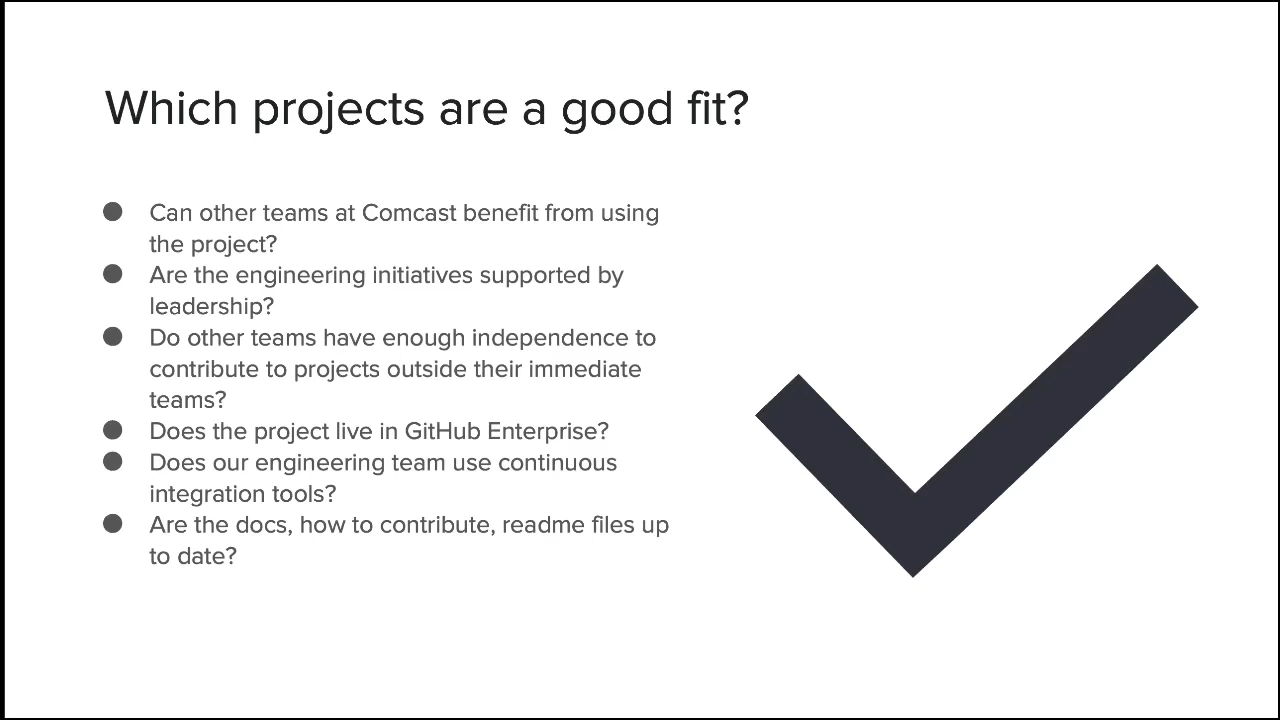 Which projects are a good fit?
● Can other teams at Comcast benefit from using
the project?
● Are the engineering initiatives supported by
leadership?
● Do other teams have enough independence to
contribute to projects outside their immediate
teams?
● Does the project live in GitHub Enterprise?
● Does our engineering team use continuous
integration tools?
● Are the docs, how to contribute, readme files up
to date?